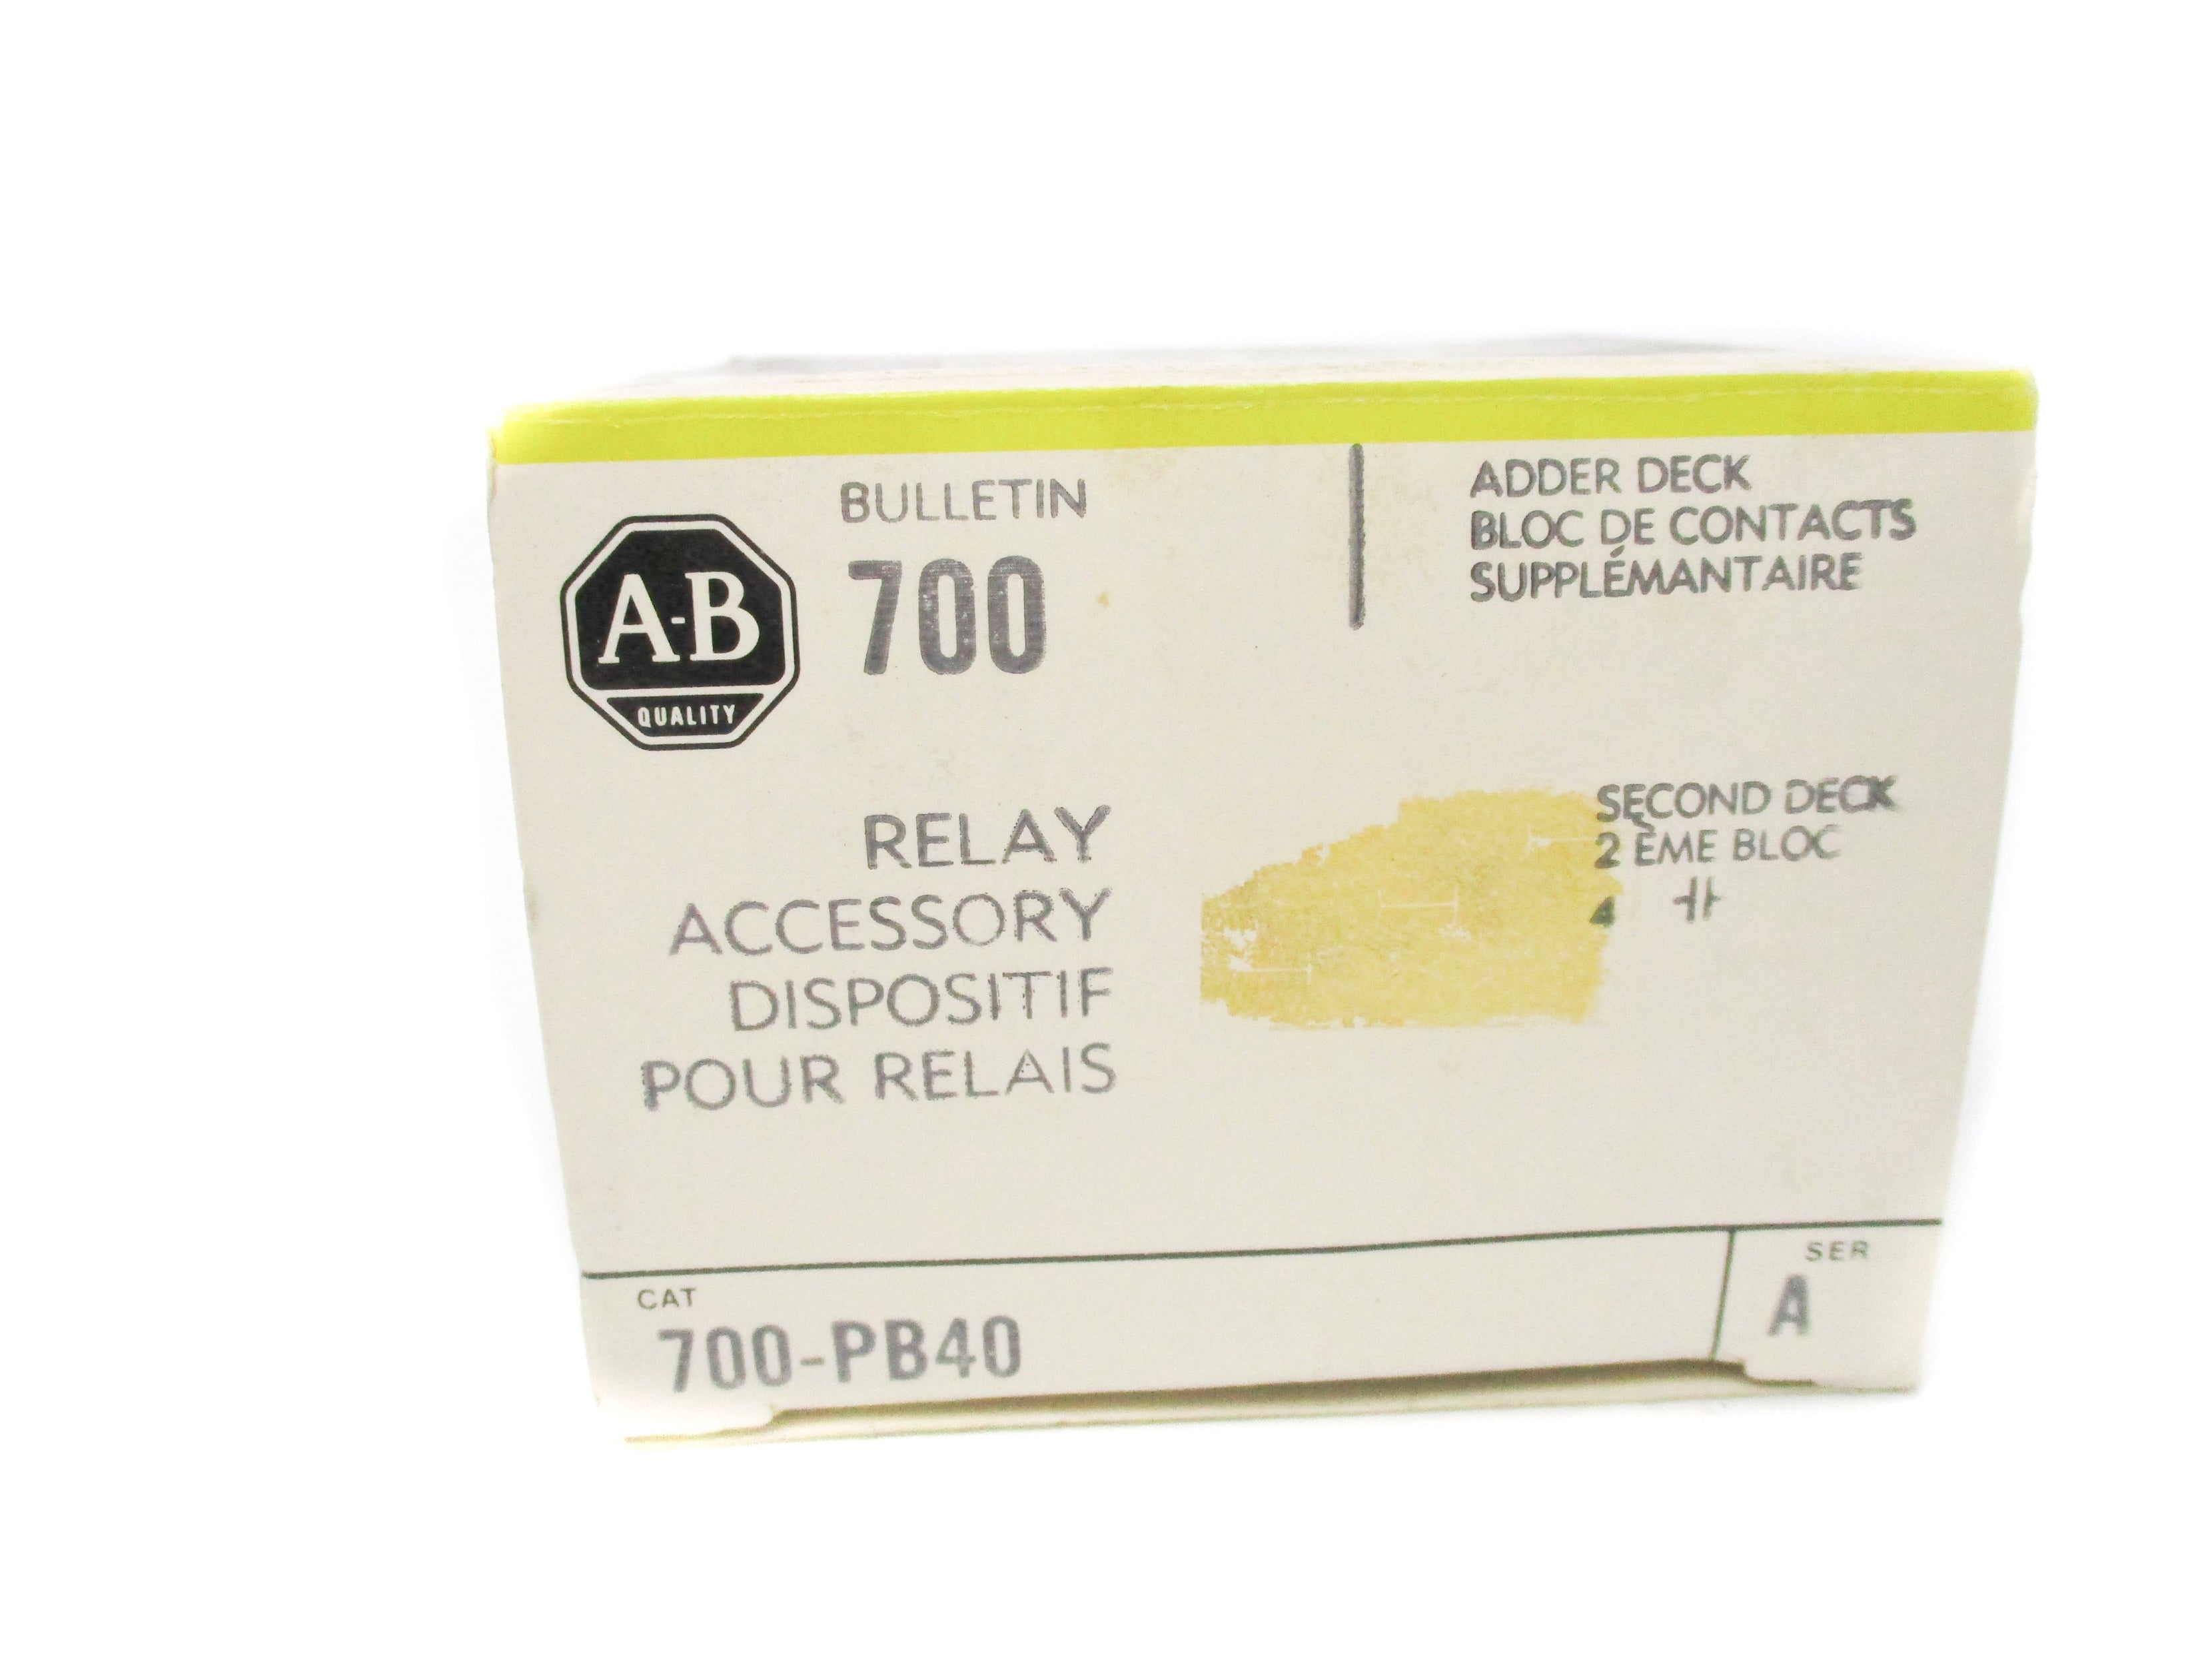 A-B
QUALITY
BULLETIN
700
ADDER DECK
BLOC DE CONTACTS
SUPPLÉMANTAIRE
RELAY
ACCESSORY
DISPOSITIF
POUR RELAIS
SECOND DECK
2 ÈME BLOC
4
CAT
700-PB40
SER
A